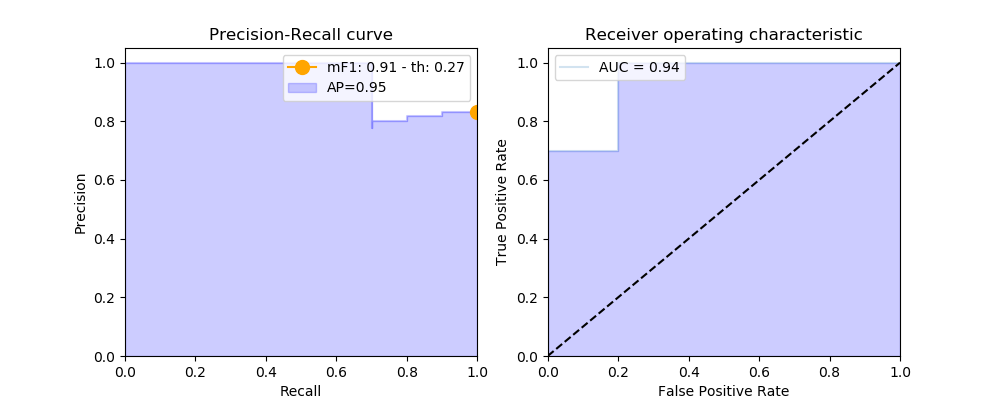 Precision-Recall curve
mF1: 0.91 - th: 0.27
AP=0.95
1.0
0.8
0.6
0.4
0.2
0.0
Precision
0.0 0.2 0.4 0.6 0.8 1.0
Recall
Receiver operating characteristic
AUC = 0.94
1.0
0.8
0.6
0.4
0.2
0.0
True Positive Rate
0.0 0.2 0.4 0.6 0.8 1.0
False Positive Rate